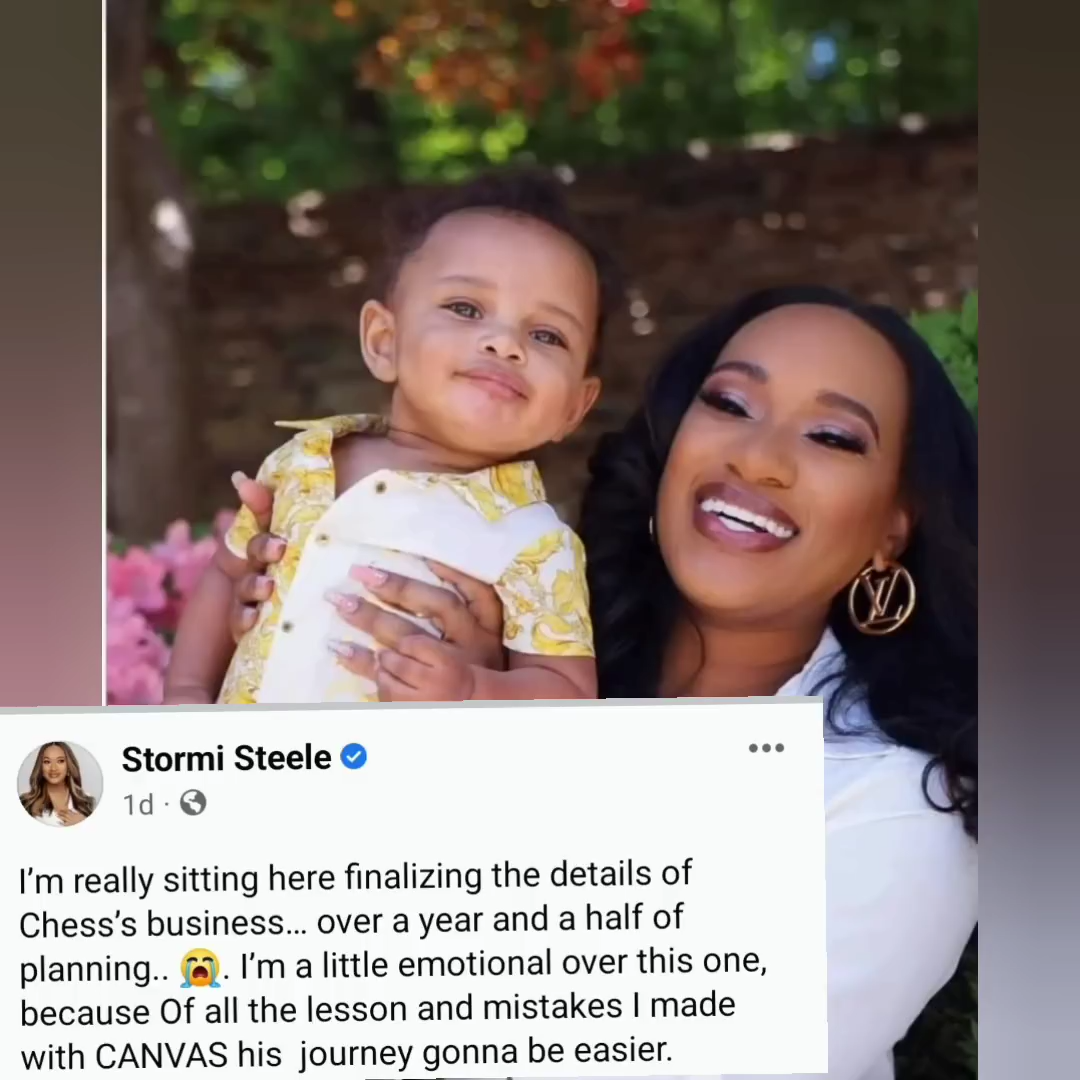 LV
Stormi Steele
1d ·
I’m really sitting here finalizing the details of
Chess’s business... over a year and a half of
planning.. 😭. I’m a little emotional over this one,
because Of all the lesson and mistakes I made
with CANVAS his journey gonna be easier.